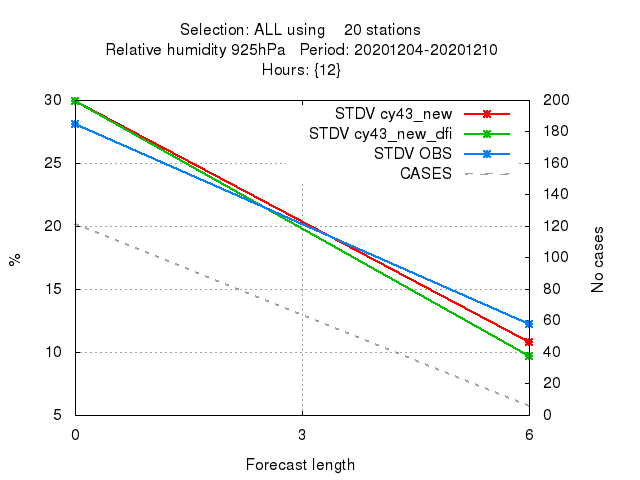 Selection: ALL using    20 stations
Relative humidity 925hPa   Period: 20201204-20201210
Hours: {12}
30
25
20
15
10
5
%
STDV cy43_new
STDV cy43_new_dfi
STDV OBS
CASES
200
180
160
140
120
100
80
60
40
20
0
No cases
0 3 6
Forecast length